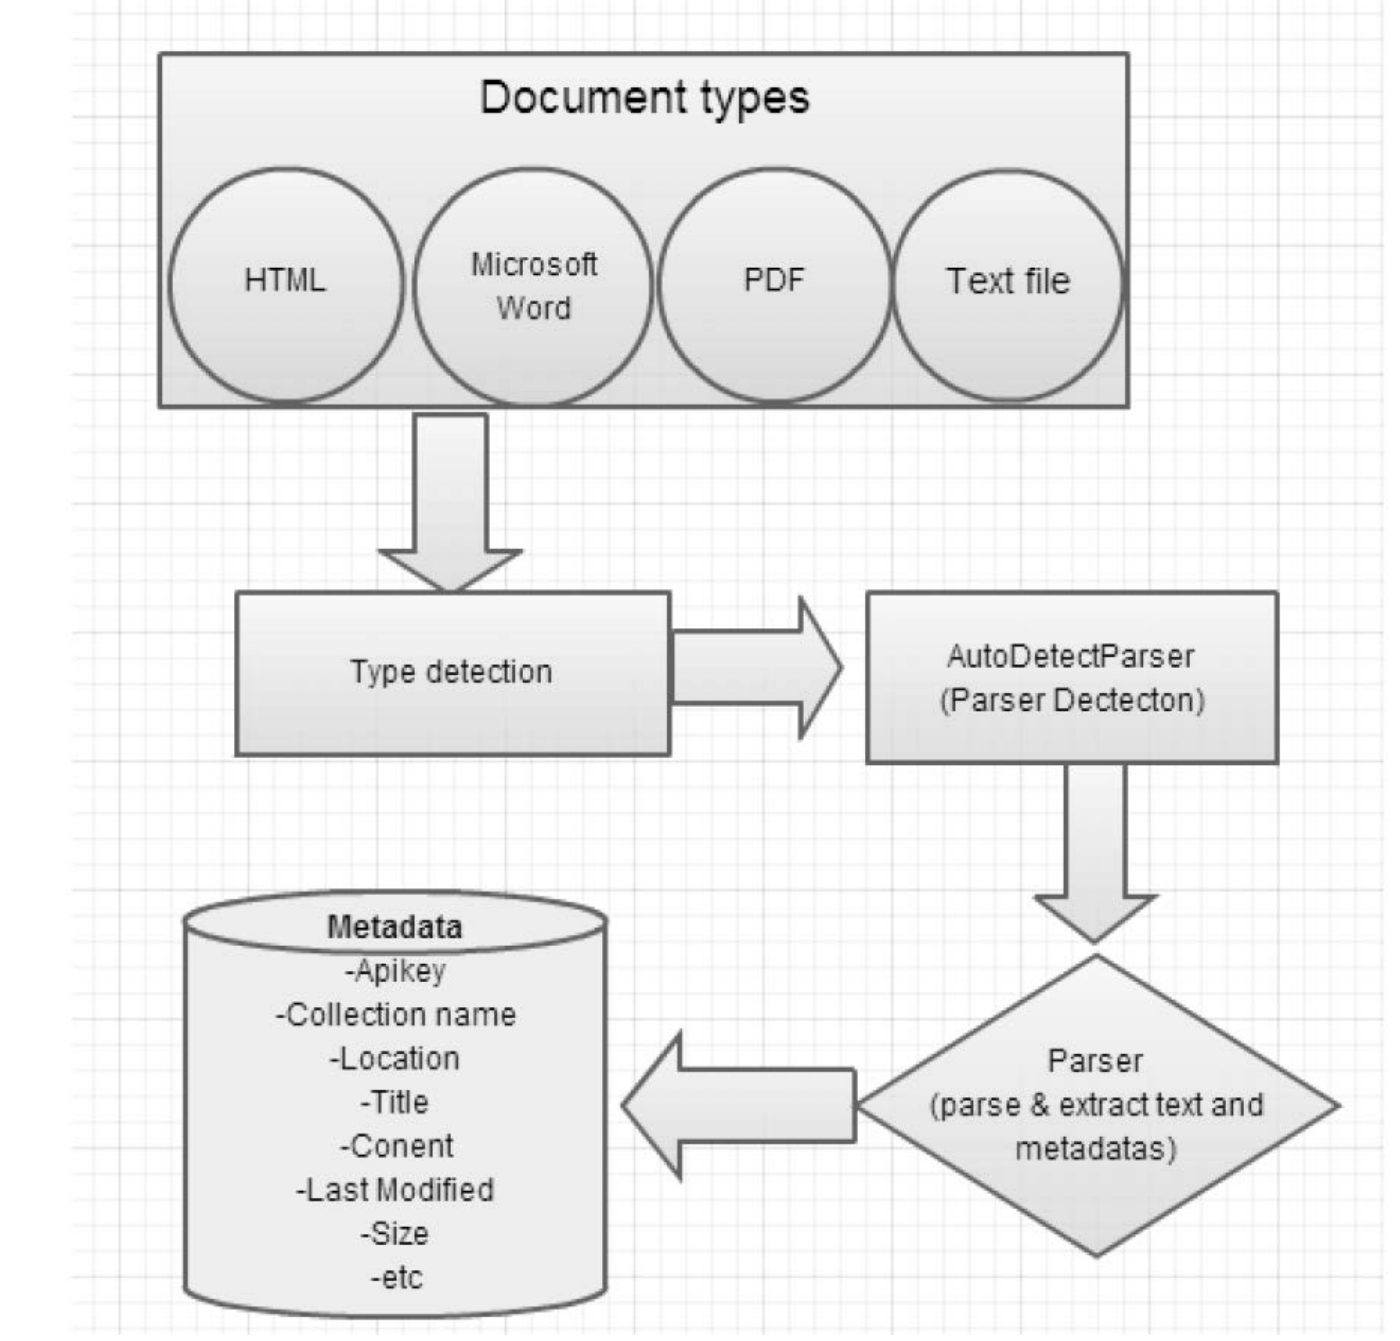 Document types
HTML
Microsoft
Word
PDF
Text file
Type detection
AutoDetectParser
(Parser Dectecton)
Parser
(parse & extract text and
metadatas)
Metadata
-Apikey
-Collection name
-Location
-Title
-Conent
-Last Modified
-Size
-etc